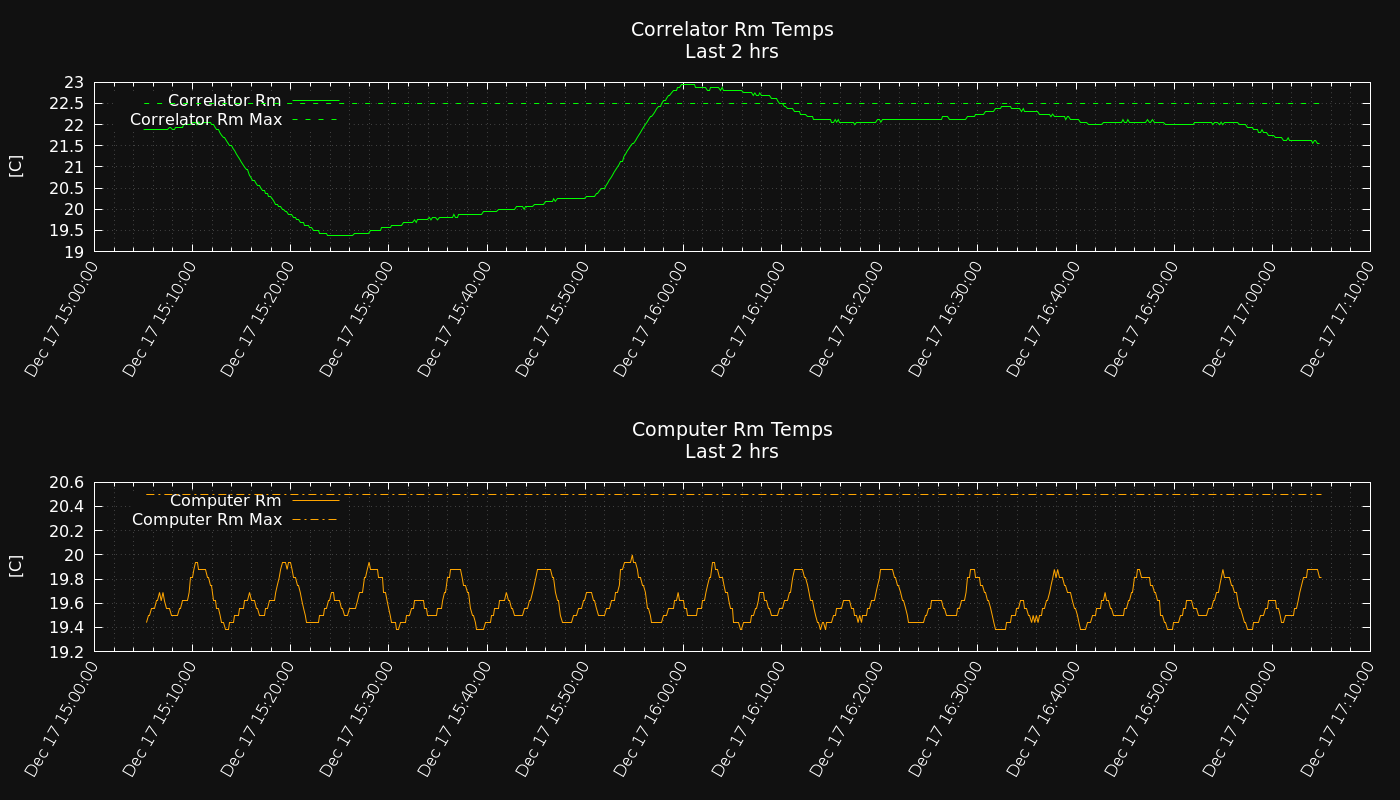 Correlator Rm Temps
Last 2 hrs
23
22.5
22
21.5
21
20.5
20
19.5
19
[C]
Correlator Rm
Correlator Rm Max
Dec 17 15:00:00
Dec 17 15:10:00
Dec 17 15:20:00
Dec 17 15:30:00
Dec 17 15:40:00
Dec 17 15:50:00
Dec 17 16:00:00
Dec 17 16:10:00
Dec 17 16:20:00
Dec 17 16:30:00
Dec 17 16:40:00
Dec 17 16:50:00
Dec 17 17:00:00
Dec 17 17:10:00
Computer Rm Temps
Last 2 hrs
20.6
20.4
20.2
20
19.8
19.6
19.4
19.2
[C]
Computer Rm
Computer Rm Max
Dec 17 15:00:00
Dec 17 15:10:00
Dec 17 15:20:00
Dec 17 15:30:00
Dec 17 15:40:00
Dec 17 15:50:00
Dec 17 16:00:00
Dec 17 16:10:00
Dec 17 16:20:00
Dec 17 16:30:00
Dec 17 16:40:00
Dec 17 16:50:00
Dec 17 17:00:00
Dec 17 17:10:00